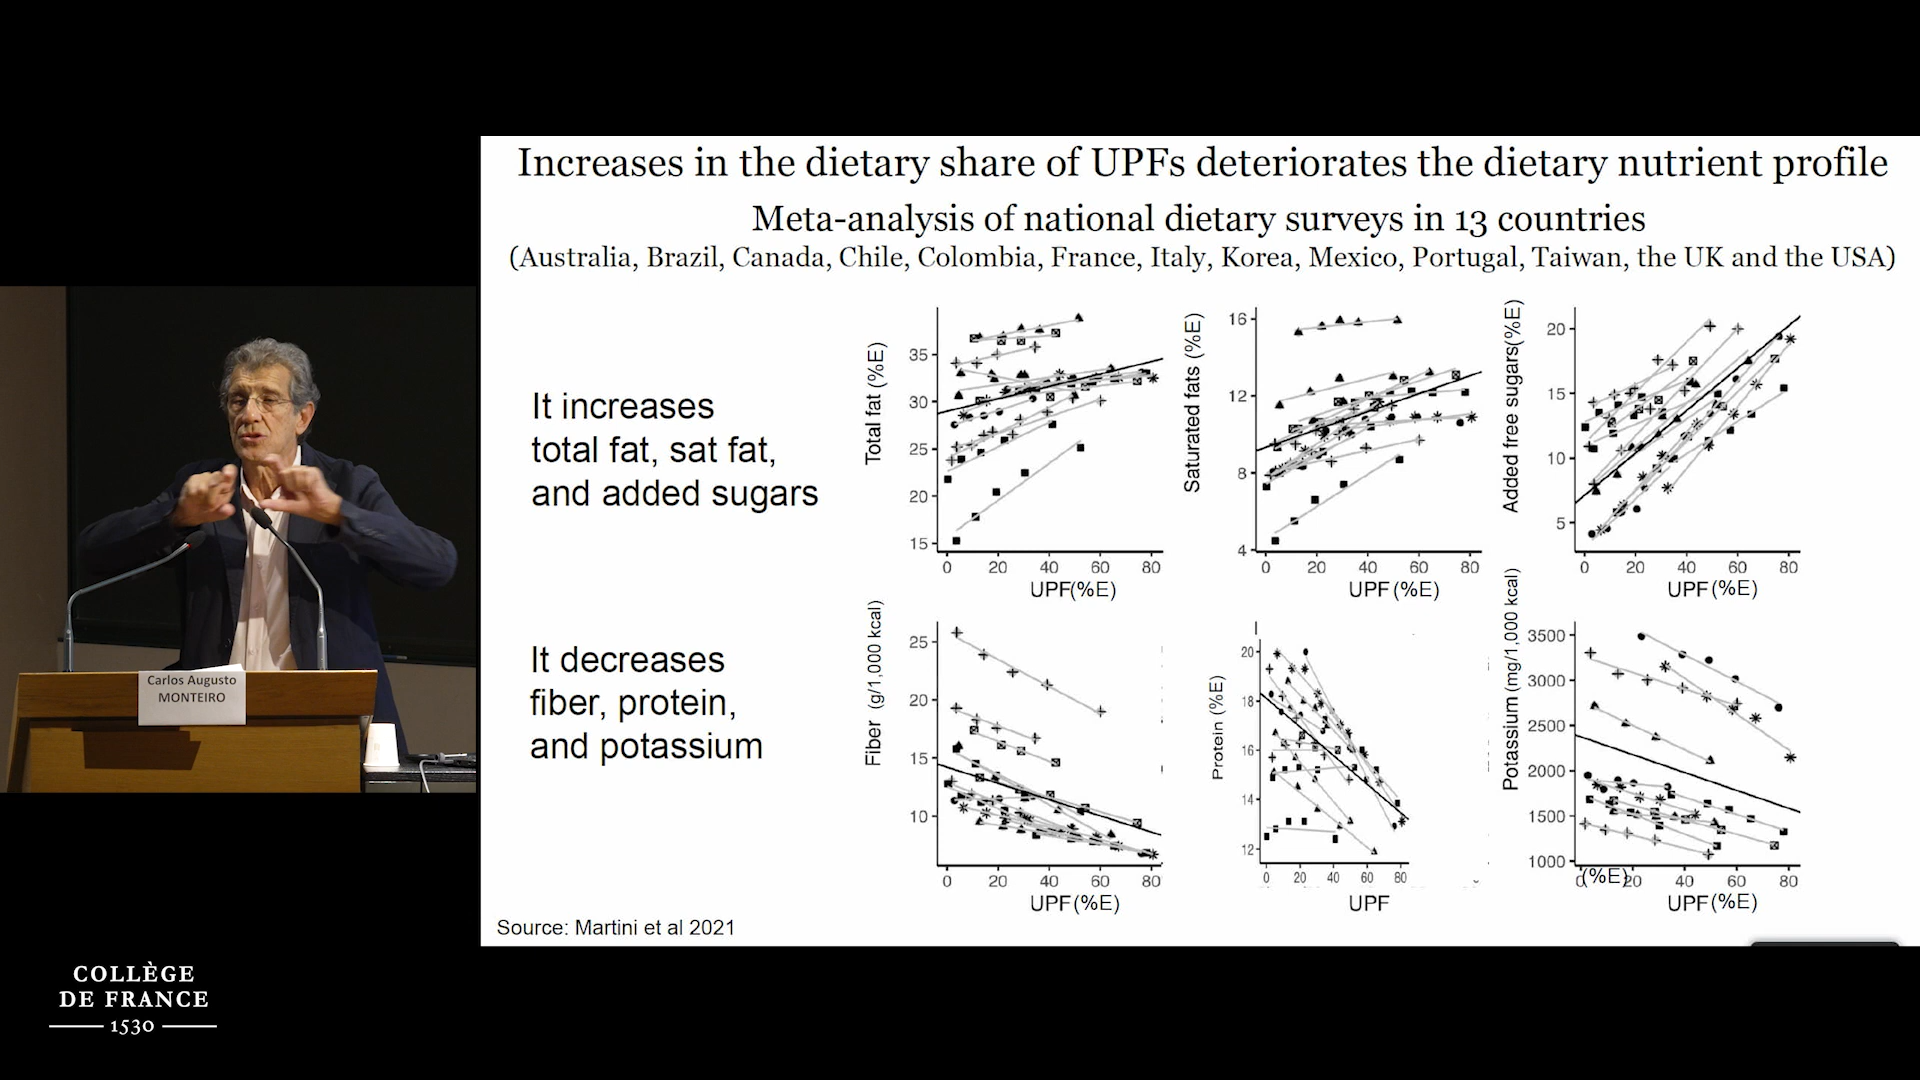 Increases in the dietary share of UPFs deteriorates the dietary nutrient profile
Meta-analysis of national dietary surveys in 13 countries
(Australia, Brazil, Canada, Chile, Colombia, France, Italy, Korea, Mexico, Portugal, Taiwan, the UK and the USA)
It increases
total fat, sat fat,
and added sugars
Total fat (%E)
35
30
25
20
15
0 20 40 60 80
UPF(%E)
Saturated fats (%E)
16
12
8
4
0 20 40 60 80
UPF(%E)
Added free sugars(%E)
20
15
10
5
0 20 40 60 80
UPF(%E)
It decreases
fiber, protein,
and potassium
Fiber (g/1,000 kcal)
25
20
15
10
0 20 40 60 80
UPF(%E)
Protein (%E)
20
18
16
14
12
0 20 40 60 80
UPF
Potassium (mg/1,000 kcal)
3500
3000
2500
2000
1500
1000
0 20 40 60 80
(%E)
UPF(%E)
Source: Martini et al 2021
Carlos Augusto
MONTEIRO
COLLÈGE
DE FRANCE
1530